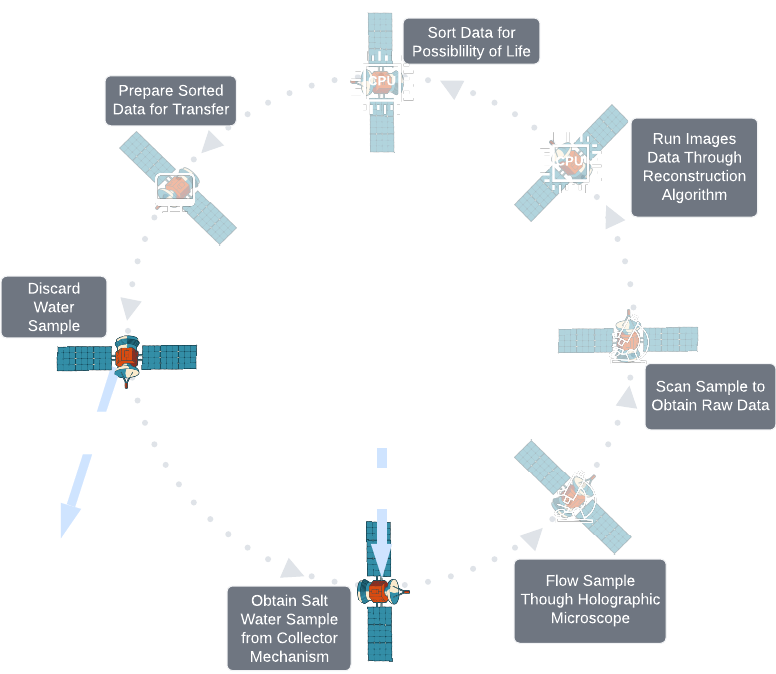 Sort Data for
Possiblility of Life
CPU
Prepare Sorted
Data for Transfer
Run Images
Data Through
Reconstruction
Algorithm
CPU
Discard
Water
Sample
Scan Sample to
Obtain Raw Data
Flow Sample
Though Holographic
Microscope
Obtain Salt
Water Sample
from Collector
Mechanism